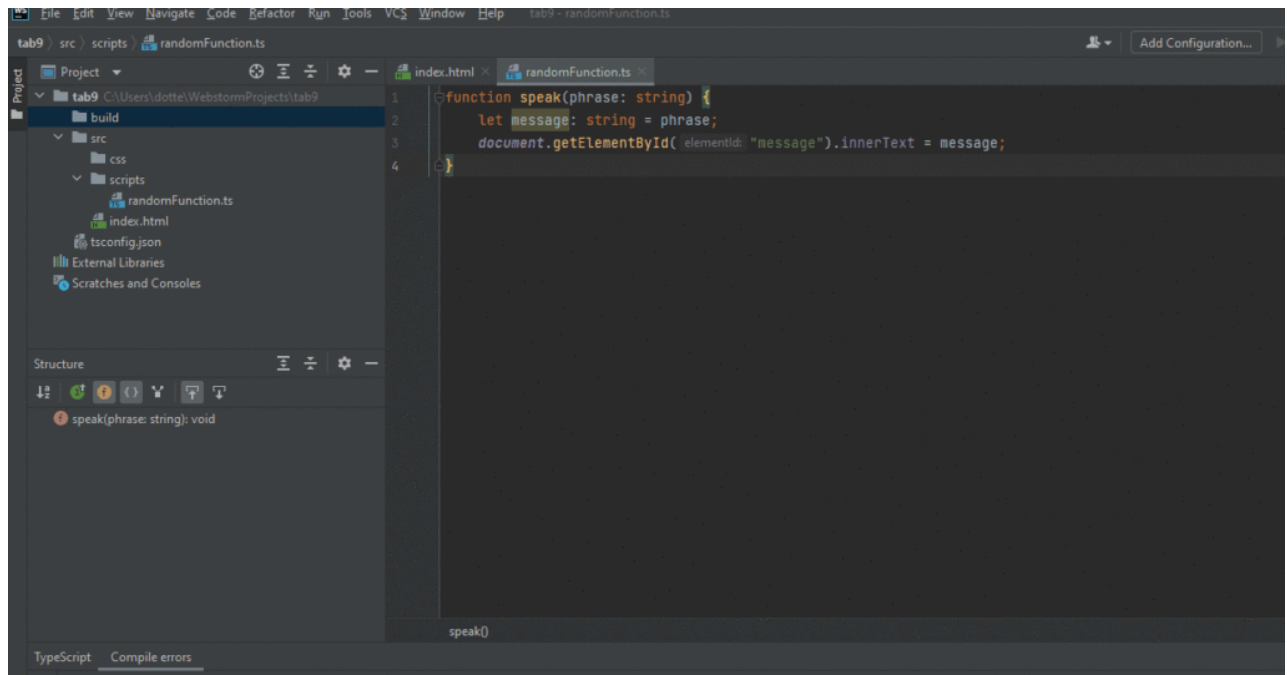 WS File Edit View Navigate Code Refactor Run Tools VCS Window Help tab9 - randomFunction.ts
tab9 src scripts randomFunction.ts Add Configuration...
Project
Project
index.html randomFunction.ts
tab9 C:\Users\dotte\WebstormProjects\tab9
build
src
css
scripts
randomFunction.ts
index.html
tsconfig.json
External Libraries
Scratches and Consoles
1 function speak(phrase: string) {
2 let message: string = phrase;
3 document.getElementById( elementId: "message").innerText = message;
4 }
Structure
speak(phrase: string): void
speak()
TypeScript Compile errors